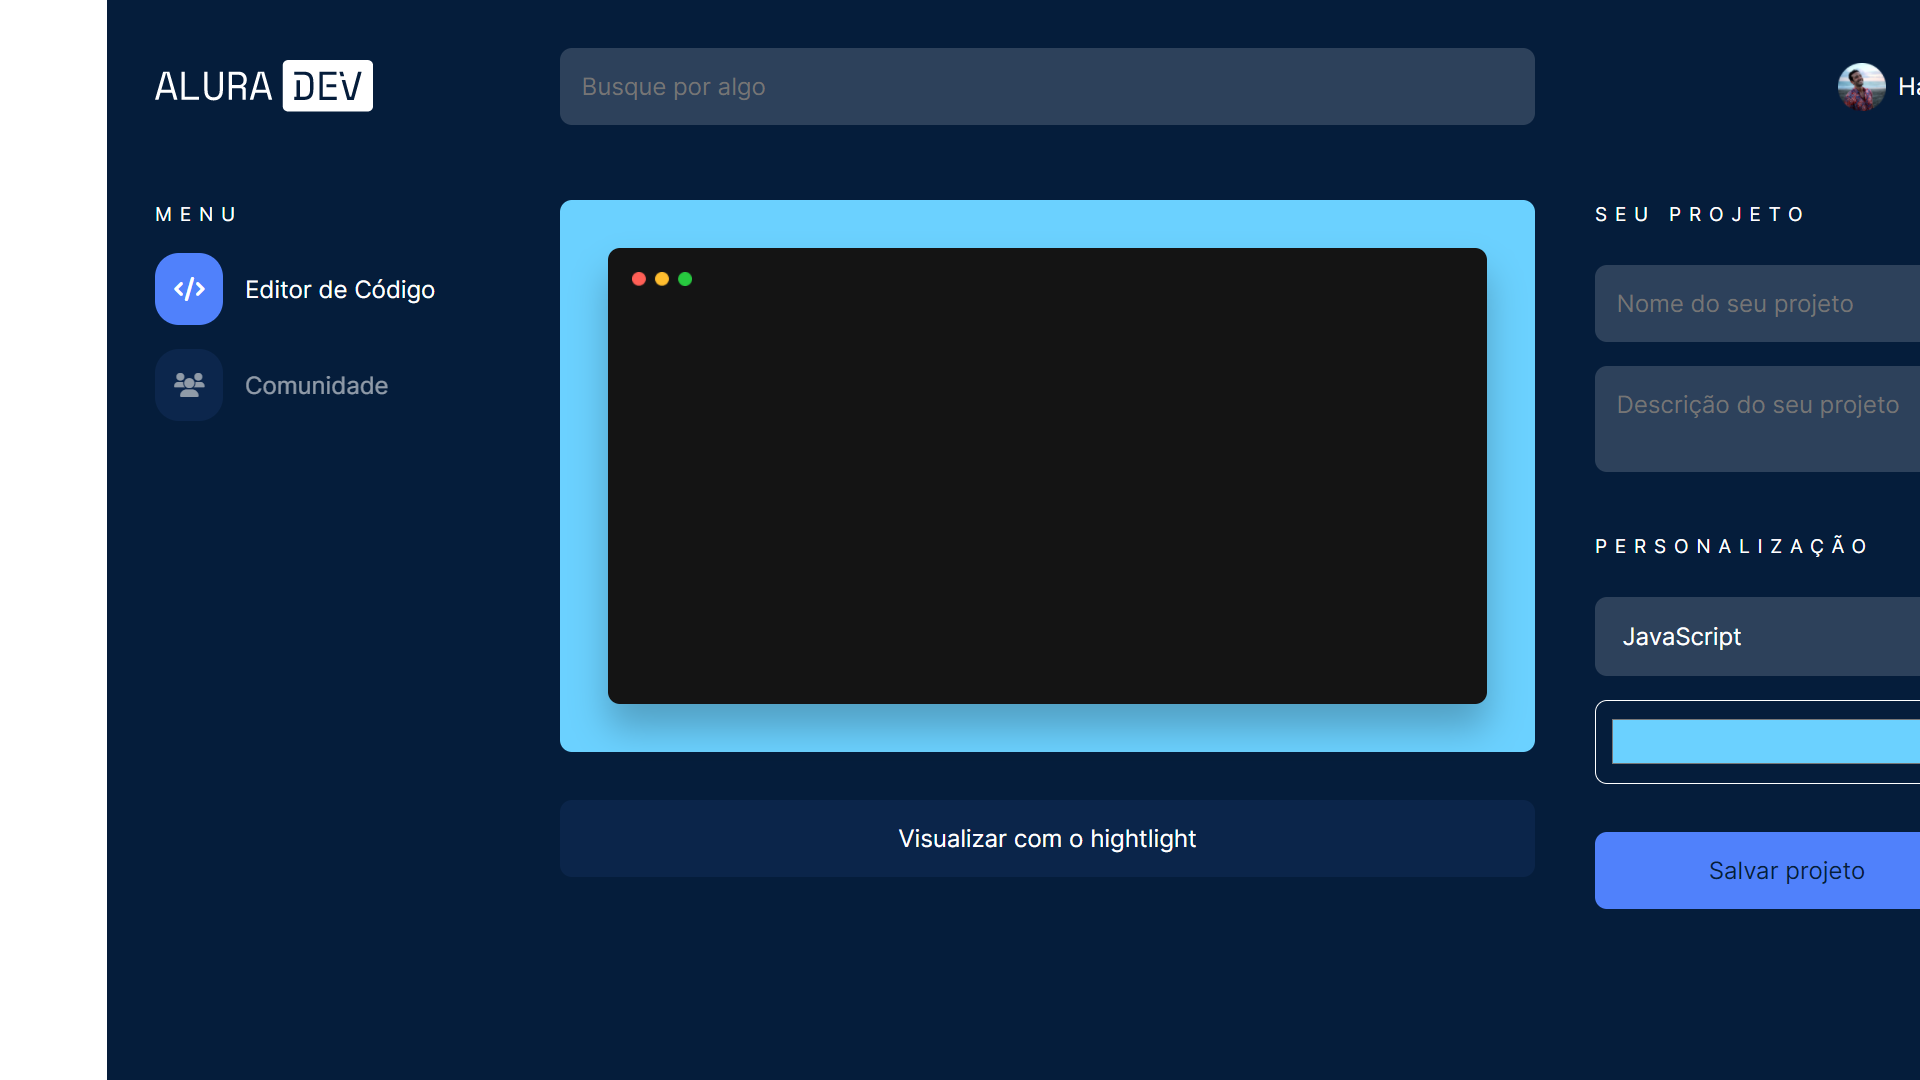 ALURA DEV
Busque por algo
MENU
Editor de Código
Comunidade
Visualizar com o hightlight
SEU PROJETO
Nome do seu projeto
Descrição do seu projeto
PERSONALIZAÇÃO
JavaScript
Salvar projeto